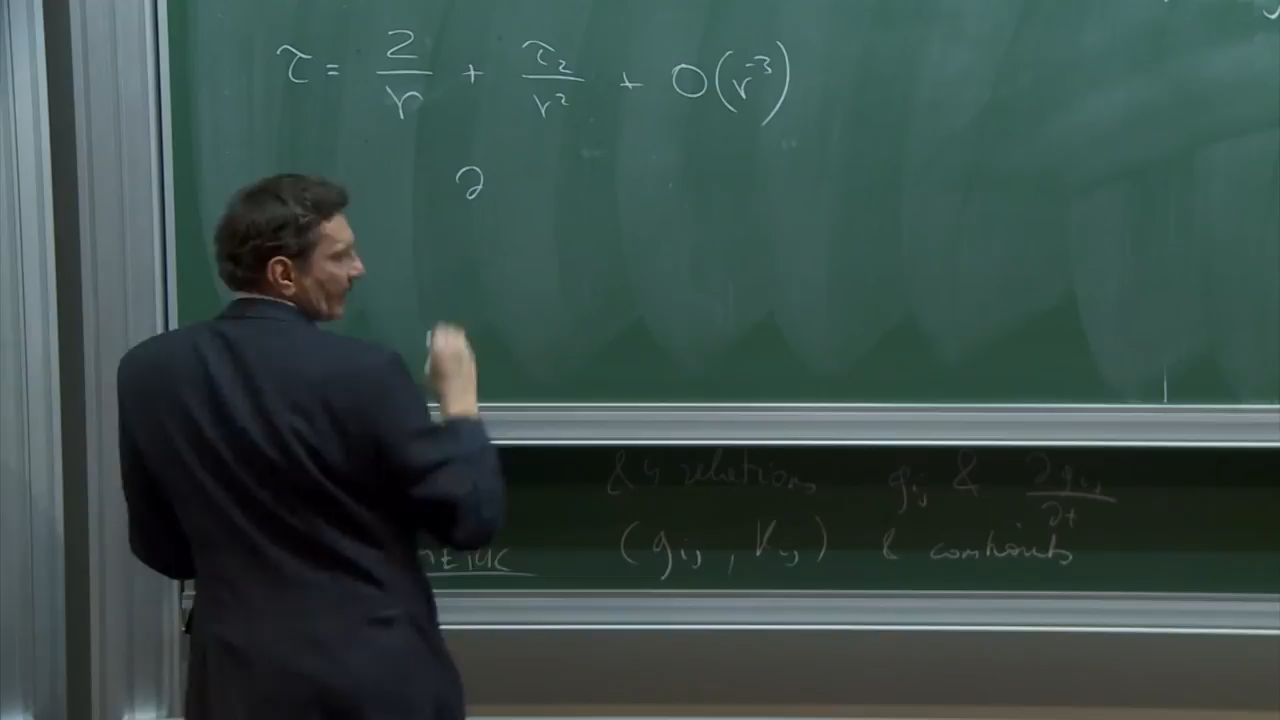 τ = 2/r + τ₂/r² + O(r⁻³)
∂
& 4 relations gᵢⱼ & ∂gᵢⱼ/∂t
(gᵢⱼ, Kᵢⱼ) & constraints